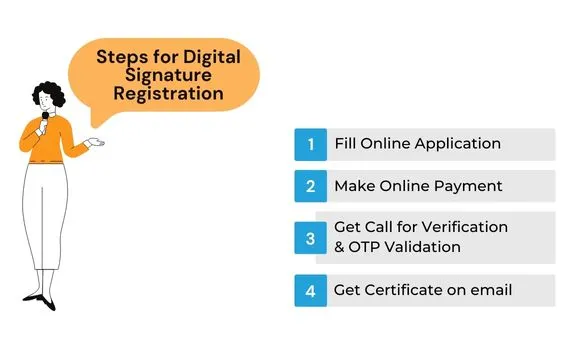 Steps for Digital
Signature
Registration
1 Fill Online Application
2 Make Online Payment
3 Get Call for Verification
& OTP Validation
4 Get Certificate on email